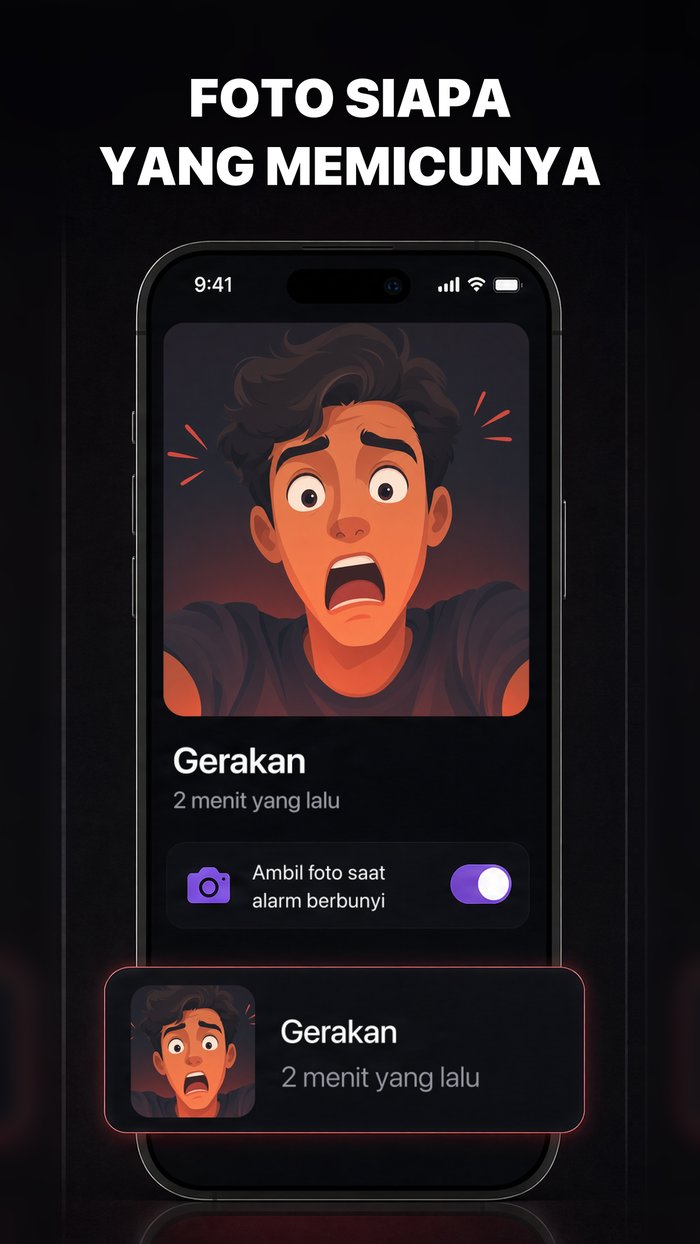 FOTO SIAPA
YANG MEMICUNYA
9:41
Gerakan
2 menit yang lalu
Ambil foto saat
alarm berbunyi
Gerakan
2 menit yang lalu